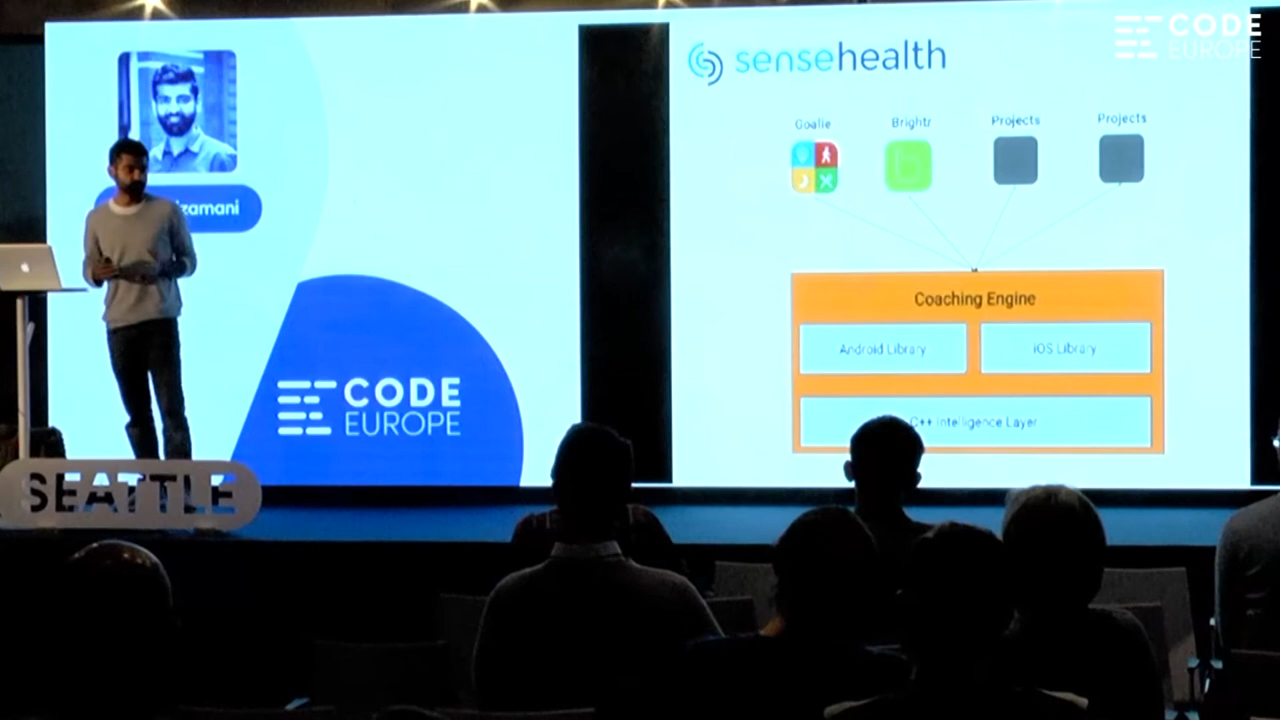 zamani
CODE
EUROPE
SEATTLE
sensehealth
Goalie
Brightr
Projects
Projects
Coaching Engine
Android Library
iOS Library
C++ Intelligence Layer
CODE
EUROPE